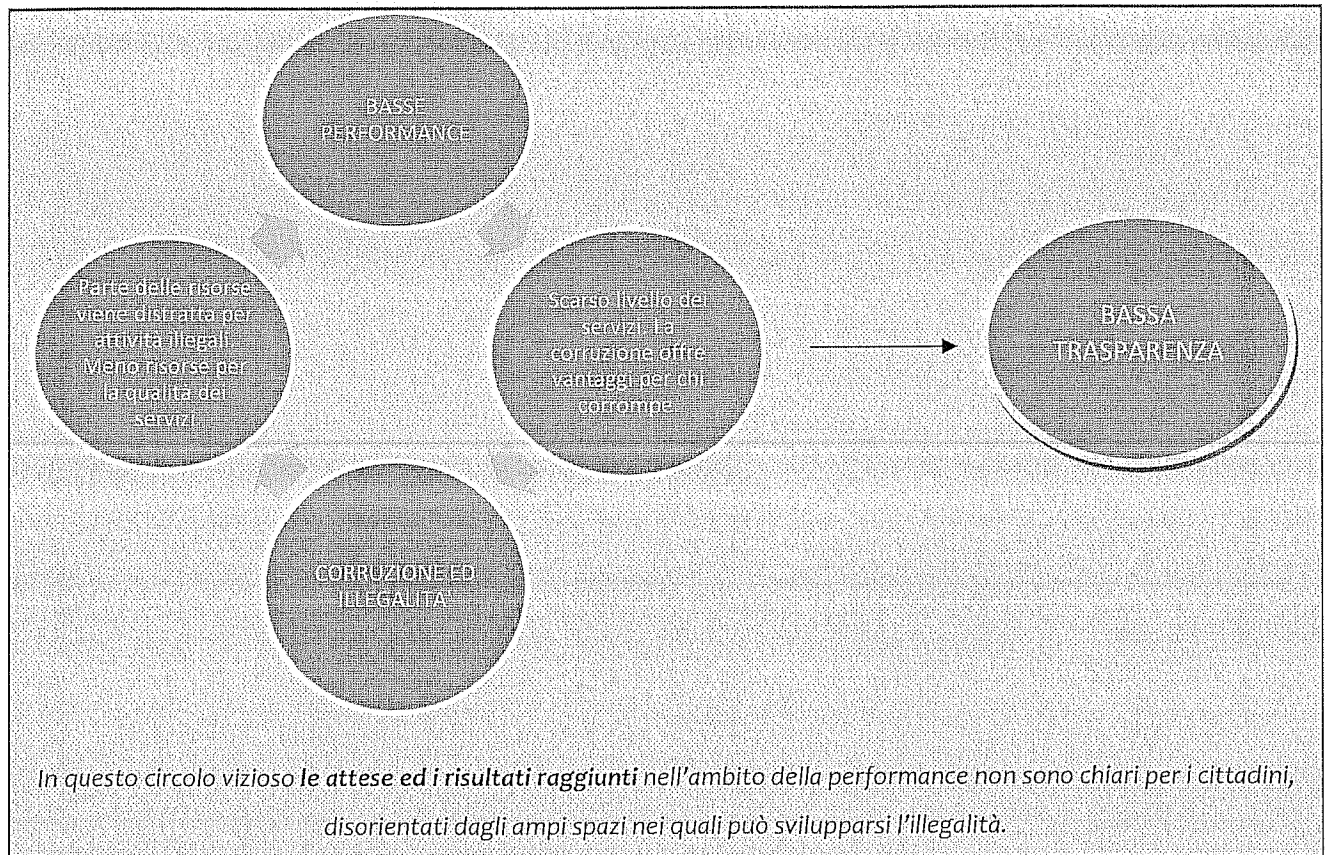 BASSE
PERFORMANCE
Parte delle risorse
viene distratta per
attività illegali.
Meno risorse per
la qualità dei
servizi.
Scarso livello dei
servizi. La
corruzione offre
vantaggi per chi
corrompe
BASSA
TRASPARENZA
CORRUZIONE ED
ILLEGALITA'
In questo circolo vizioso le attese ed i risultati raggiunti nell'ambito della performance non sono chiari per i cittadini,
disorientati dagli ampi spazi nei quali può svilupparsi l'illegalità.